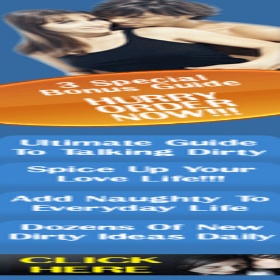 3 Special
Bonus Guide
HURRY
ORDER
NOW!!!
Ultimate Guide
To Talking Dirty
Spice Up Your
Love Life!!!!
Add Naughty To
Everyday Life
Dozens Of New
Dirty Ideas Daily
CLICK
HERE